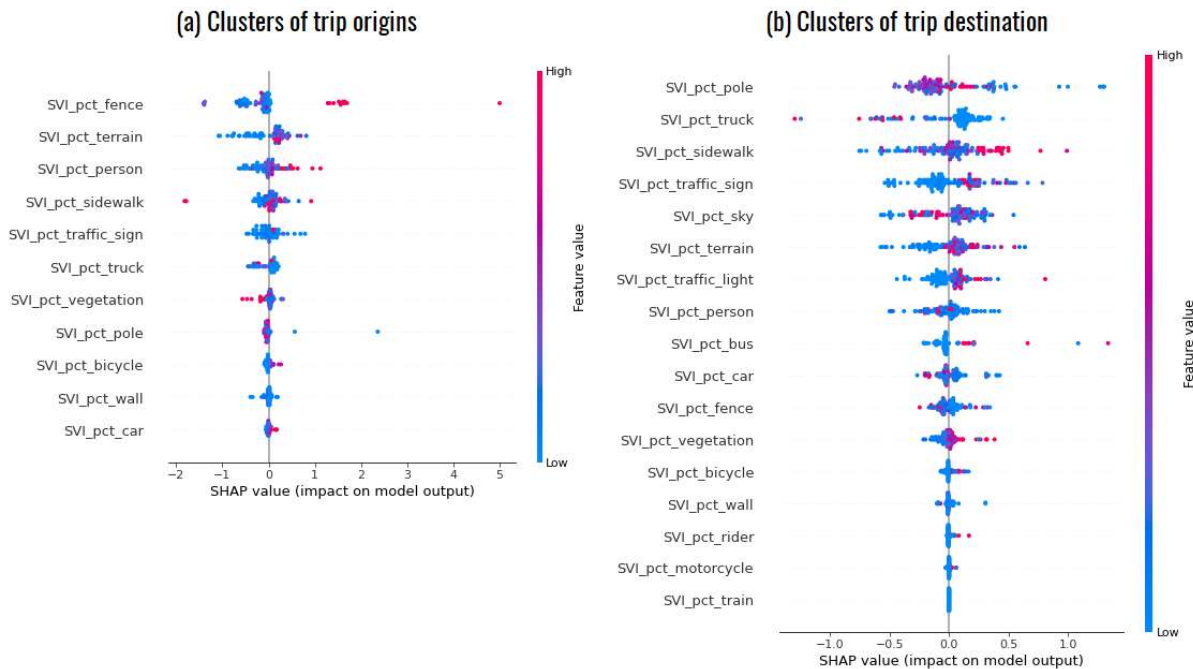 (a) Clusters of trip origins
High
SVI_pct_fence
SVI_pct_terrain
SVI_pct_person
SVI_pct_sidewalk
SVI_pct_traffic_sign
SVI_pct_truck
SVI_pct_vegetation
SVI_pct_pole
SVI_pct_bicycle
SVI_pct_wall
SVI_pct_car
Feature value
Low
−2 −1 0 1 2 3 4 5
SHAP value (impact on model output)
(b) Clusters of trip destination
High
SVI_pct_pole
SVI_pct_truck
SVI_pct_sidewalk
SVI_pct_traffic_sign
SVI_pct_sky
SVI_pct_terrain
SVI_pct_traffic_light
SVI_pct_person
SVI_pct_bus
SVI_pct_car
SVI_pct_fence
SVI_pct_vegetation
SVI_pct_bicycle
SVI_pct_wall
SVI_pct_rider
SVI_pct_motorcycle
SVI_pct_train
Feature value
Low
−1.0 −0.5 0.0 0.5 1.0
SHAP value (impact on model output)